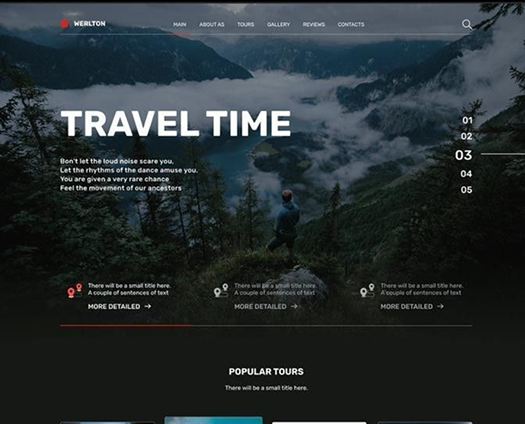 WERLTON
MAIN ABOUT AS TOURS GALLERY REVIEWS CONTACTS
TRAVEL TIME
Bon't let the loud noise scare you,
Let the rhythms of the dance amuse you,
You are given a very rare chance
Feel the movement of our ancestors
01
02
03
04
05
There will be a small title here.
A couple of sentences of text
MORE DETAILED →
There will be a small title here.
A couple of sentences of text
MORE DETAILED →
There will be a small title here.
A couple of sentences of text
MORE DETAILED →
POPULAR TOURS
There will be a small title here.